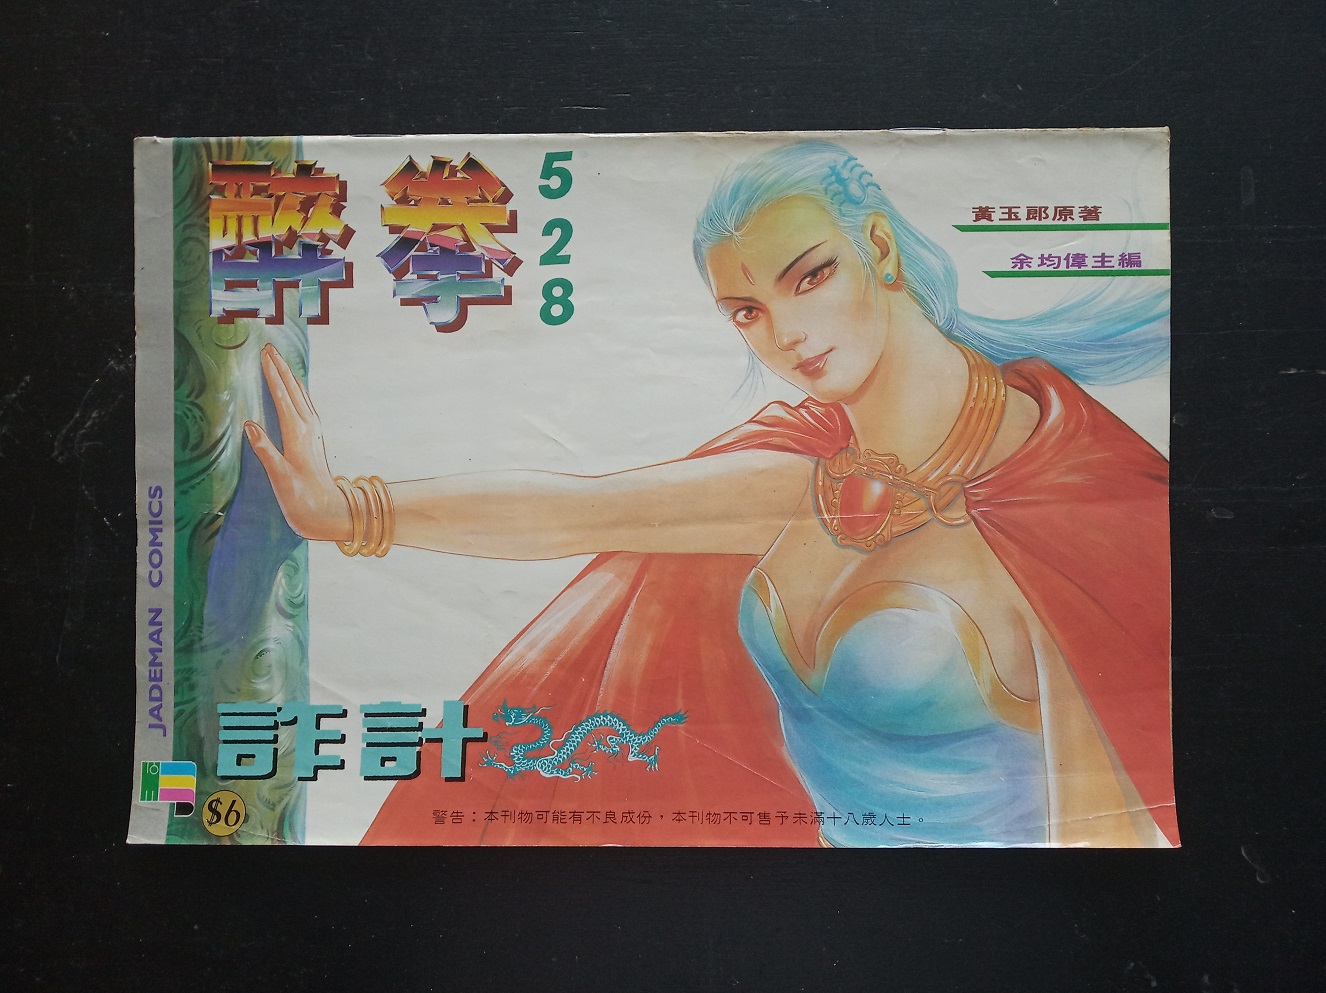 醉拳
528
黃玉郎原著
余均偉主編
JADEMAN COMICS
詐計
$6
警告：本刊物可能有不良成份，本刊物不可售予未滿十八歲人士。